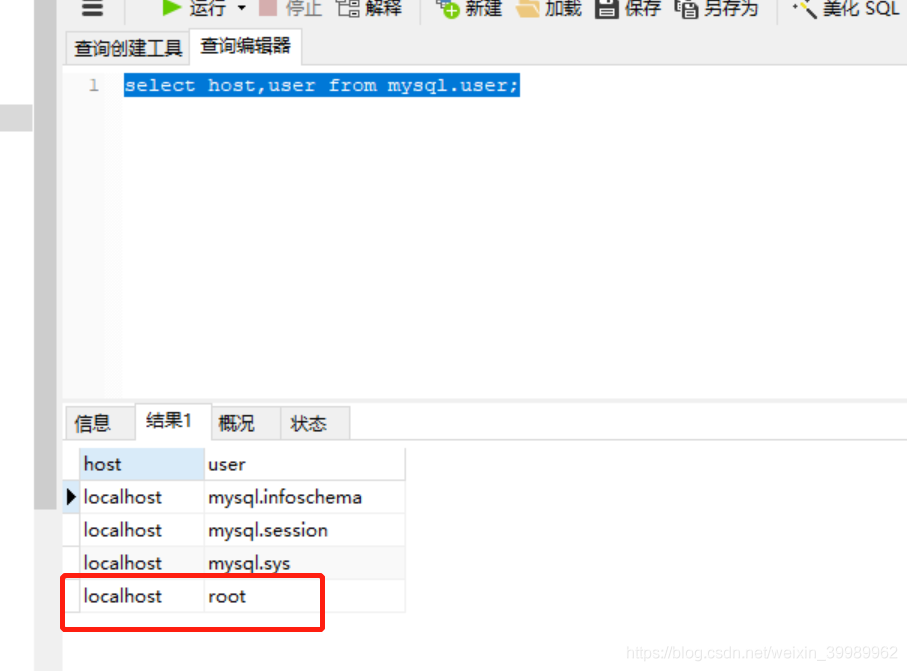 运行 停止 解释 新建 加载 保存 另存为 美化 SQL
查询创建工具 查询编辑器
1 select host,user from mysql.user;
信息 结果1 概况 状态
host user
localhost mysql.infoschema
localhost mysql.session
localhost mysql.sys
localhost root
https://blog.csdn.net/weixin_39989962